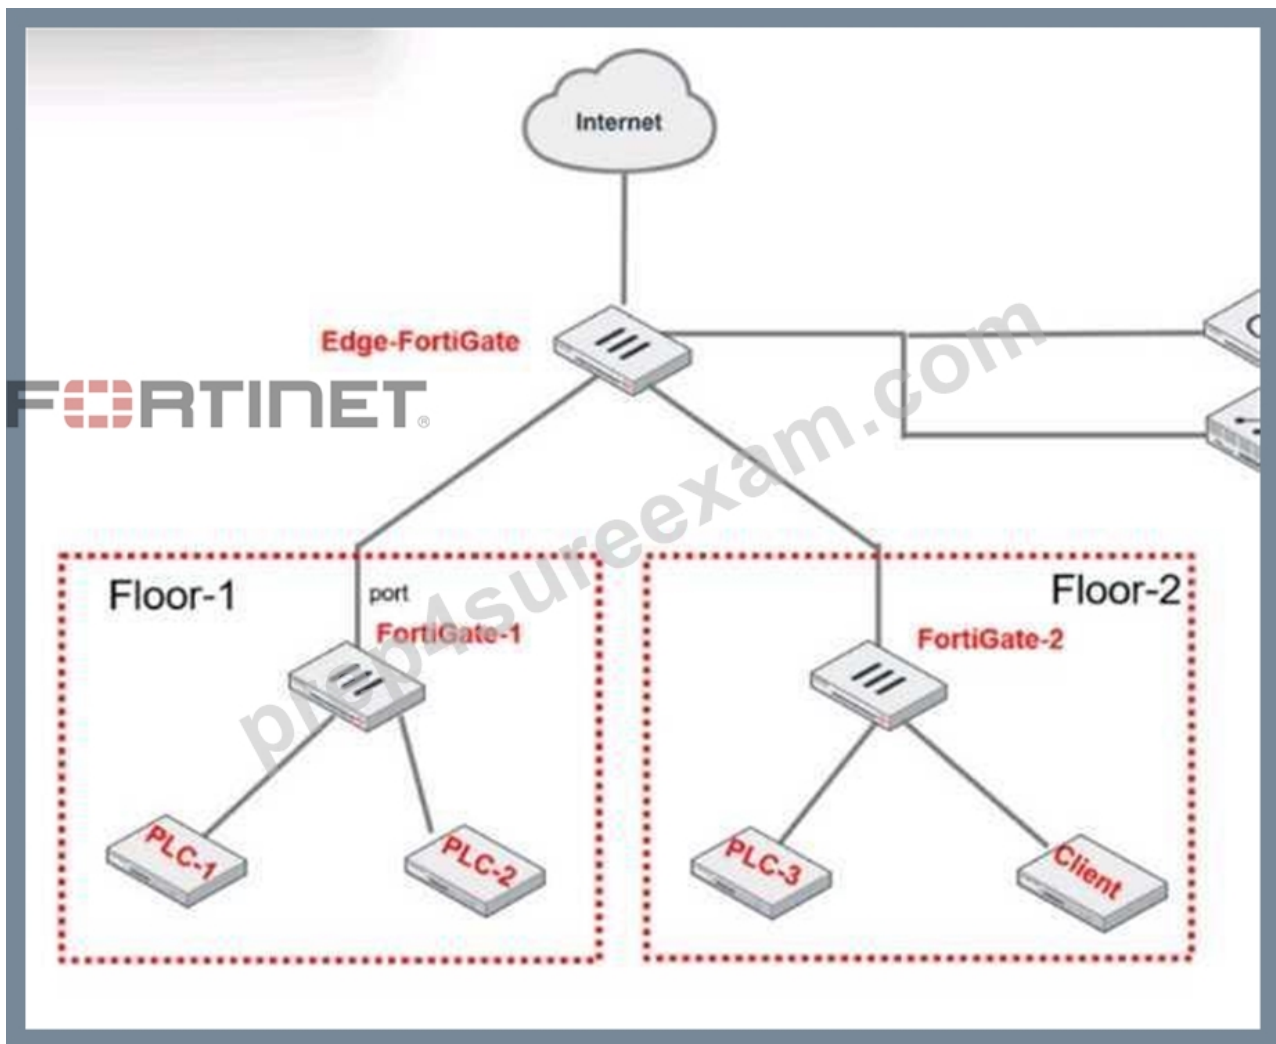 Internet
Edge-FortiGate
FORTINET®
prep4sureexam.com
Floor-1
Floor-2
port
FortiGate-1
FortiGate-2
PLC-1
PLC-2
PLC-3
Client